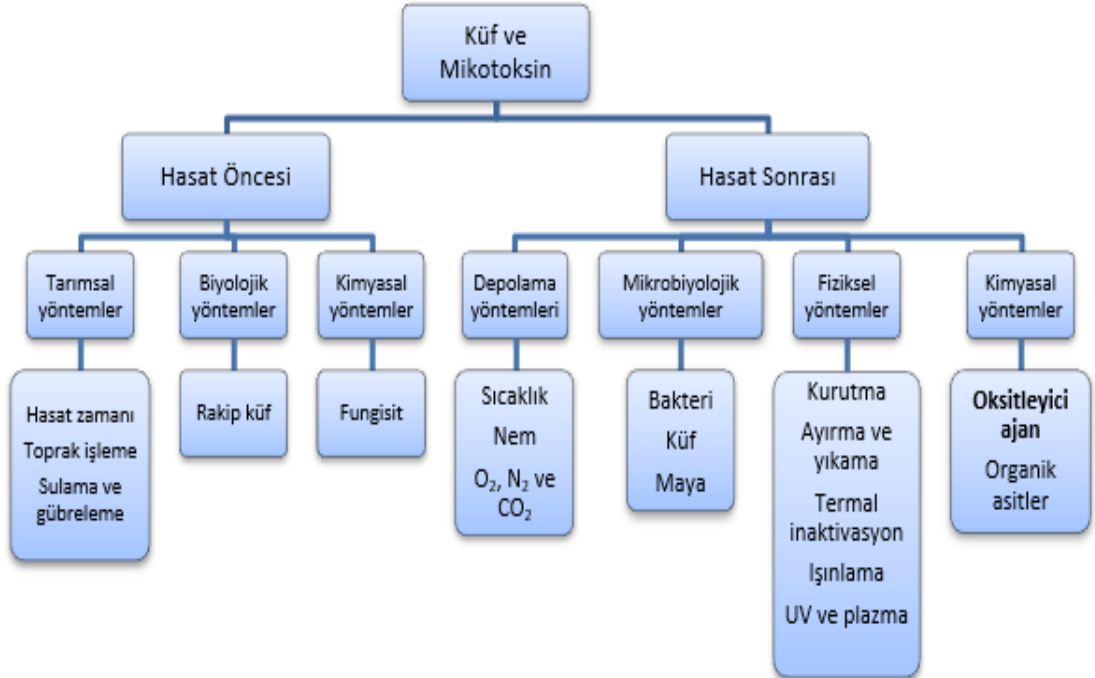 Küf ve
Mikotoksin
Hasat Öncesi
Hasat Sonrası
Tarımsal
yöntemler
Biyolojik
yöntemler
Kimyasal
yöntemler
Depolama
yöntemleri
Mikrobiyolojik
yöntemler
Fiziksel
yöntemler
Kimyasal
yöntemler
Hasat zamanı
Toprak işleme
Sulama ve
gübreleme
Rakip küf
Fungisit
Sıcaklık
Nem
O₂, N₂ ve
CO₂
Bakteri
Küf
Maya
Kurutma
Ayırma ve
yıkama
Termal
inaktivasyon
Işınlama
UV ve plazma
Oksitleyici
ajan
Organik
asitler